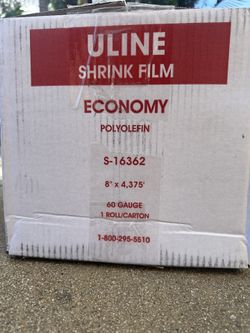 ULINE
SHRINK FILM
ECONOMY
POLYOLEFIN
S-16362
8" x 4,375'
60 GAUGE
1 ROLL/CARTON
1-800-295-5510